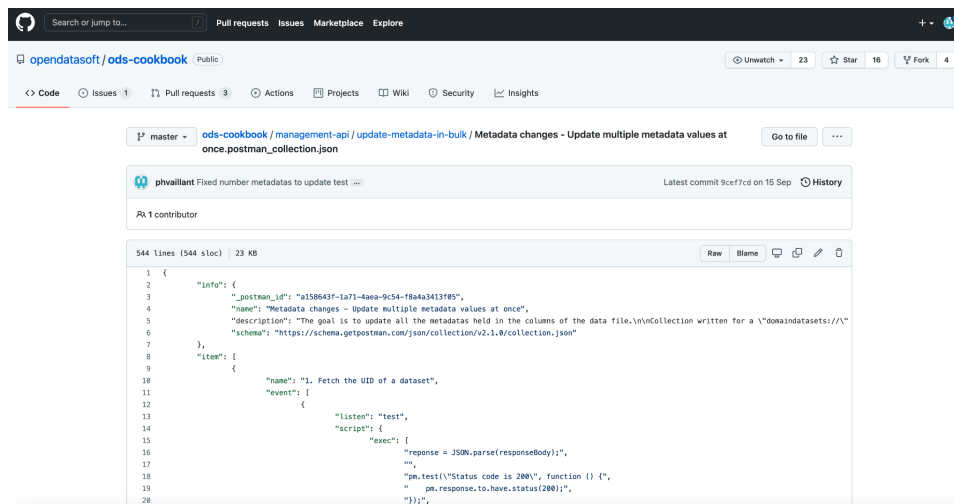 Search or jump to... / Pull requests Issues Marketplace Explore
opendatasoft / ods-cookbook Public Unwatch 23 Star 16 Fork 4
Code Issues 1 Pull requests 3 Actions Projects Wiki Security Insights
master ods-cookbook / management-api / update-metadata-in-bulk / Metadata changes - Update multiple metadata values at Go to file ...
once.postman_collection.json
phvaillant Fixed number metadatas to update test ... Latest commit 9cef7cd on 15 Sep History
1 contributor
544 lines (544 sloc) 23 KB Raw Blame
1 {
2 "info": {
3 "_postman_id": "a158643f-1a71-4aea-9c54-f8a4a3413f05",
4 "name": "Metadata changes - Update multiple metadata values at once",
5 "description": "The goal is to update all the metadatas held in the columns of the data file.\n\nCollection written for a \"domaindatasets://\"
6 "schema": "https://schema.getpostman.com/json/collection/v2.1.0/collection.json"
7 },
8 "item": [
9 {
10 "name": "1. Fetch the UID of a dataset",
11 "event": [
12 {
13 "listen": "test",
14 "script": {
15 "exec": [
16 "reponse = JSON.parse(responseBody);",
17 "",
18 "pm.test(\"Status code is 200\", function () {",
19 "    pm.response.to.have.status(200);",
20 "});",